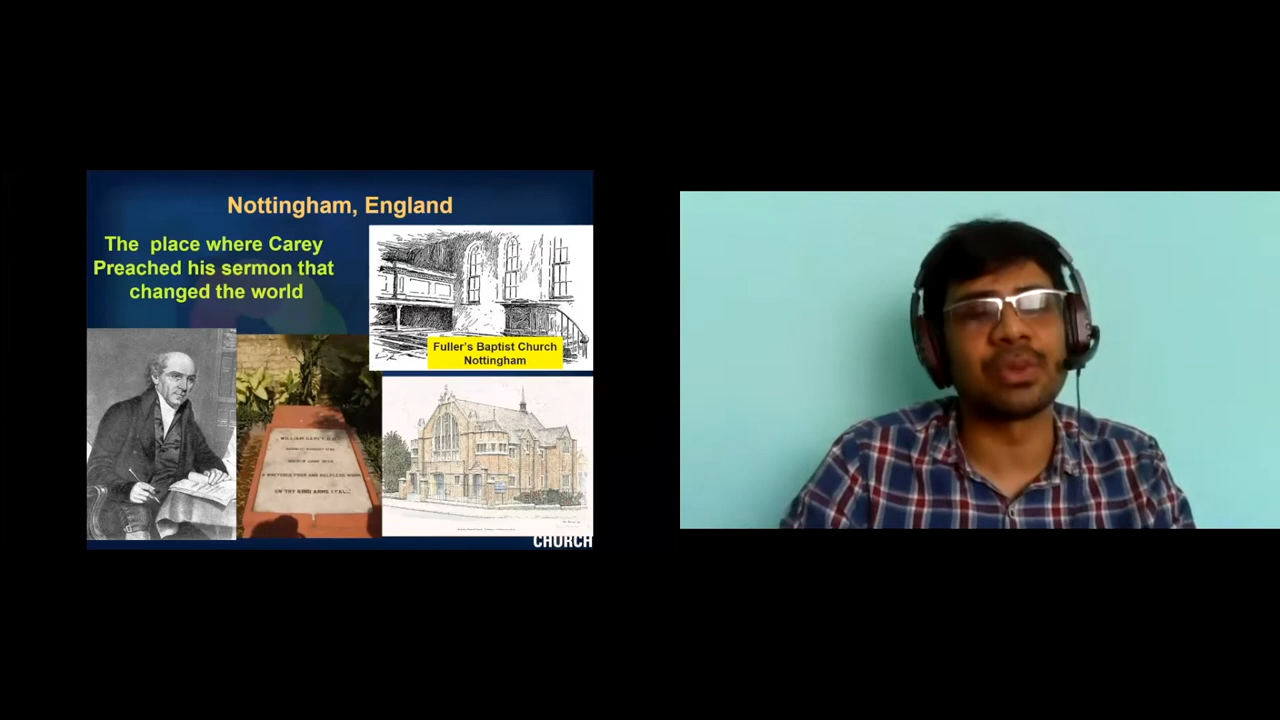 Nottingham, England
The place where Carey
Preached his sermon that
changed the world
Fuller's Baptist Church
Nottingham
WILLIAM CAREY
A WRETCHED POOR AND HELPLESS WORM
ON THY KIND ARMS I FALL
CHURCH